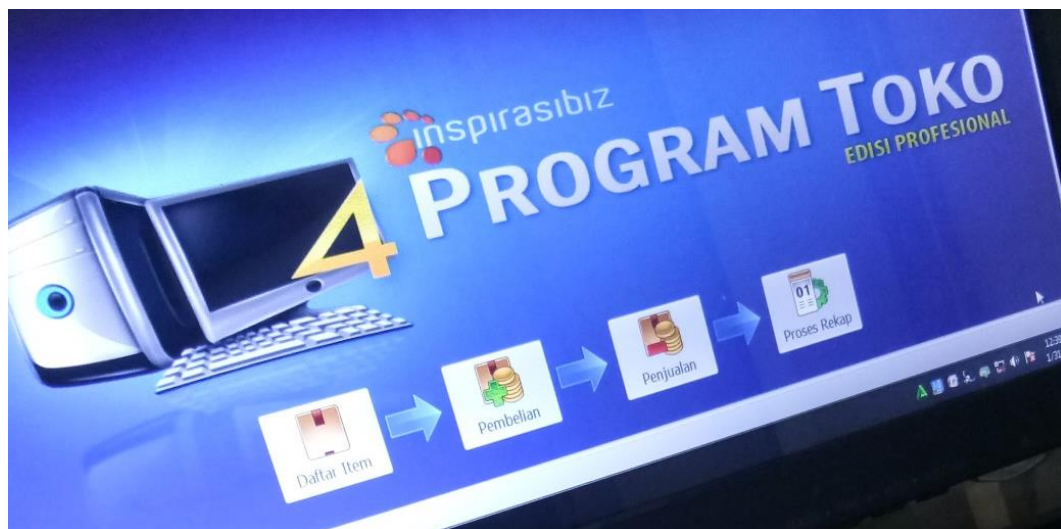 inspirasibiz
4 PROGRAM TOKO
EDISI PROFESIONAL
Daftar Item
Pembelian
Penjualan
01
Proses Rekap